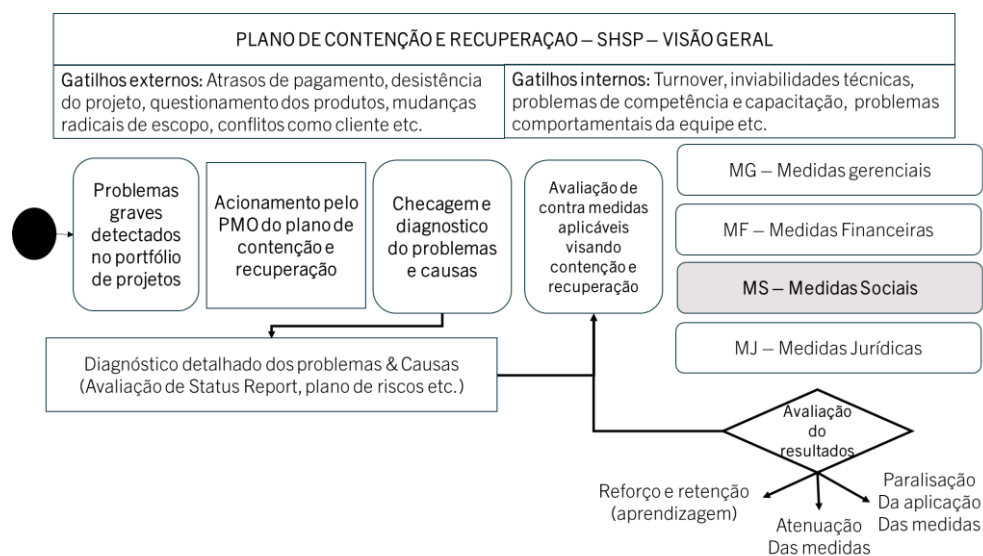 PLANO DE CONTENÇÃO E RECUPERAÇAO – SHSP – VISÃO GERAL
Gatilhos externos: Atrasos de pagamento, desistência
do projeto, questionamento dos produtos, mudanças
radicais de escopo, conflitos como cliente etc.
Gatilhos internos: Turnover, inviabilidades técnicas,
problemas de competência e capacitação, problemas
comportamentais da equipe etc.
Problemas
graves
detectados
no portfólio
de projetos
Acionamento pelo
PMO do plano de
contenção e
recuperação
Checagem e
diagnostico
do problemas
e causas
Avaliação de
contra medidas
aplicáveis
visando
contenção e
recuperação
MG – Medidas gerenciais
MF – Medidas Financeiras
MS – Medidas Sociais
MJ – Medidas Jurídicas
Diagnóstico detalhado dos problemas & Causas
(Avaliação de Status Report, plano de riscos etc.)
Avaliação
do
resultados
Reforço e retenção
(aprendizagem)
Atenuação
Das medidas
Paralisação
Da aplicação
Das medidas